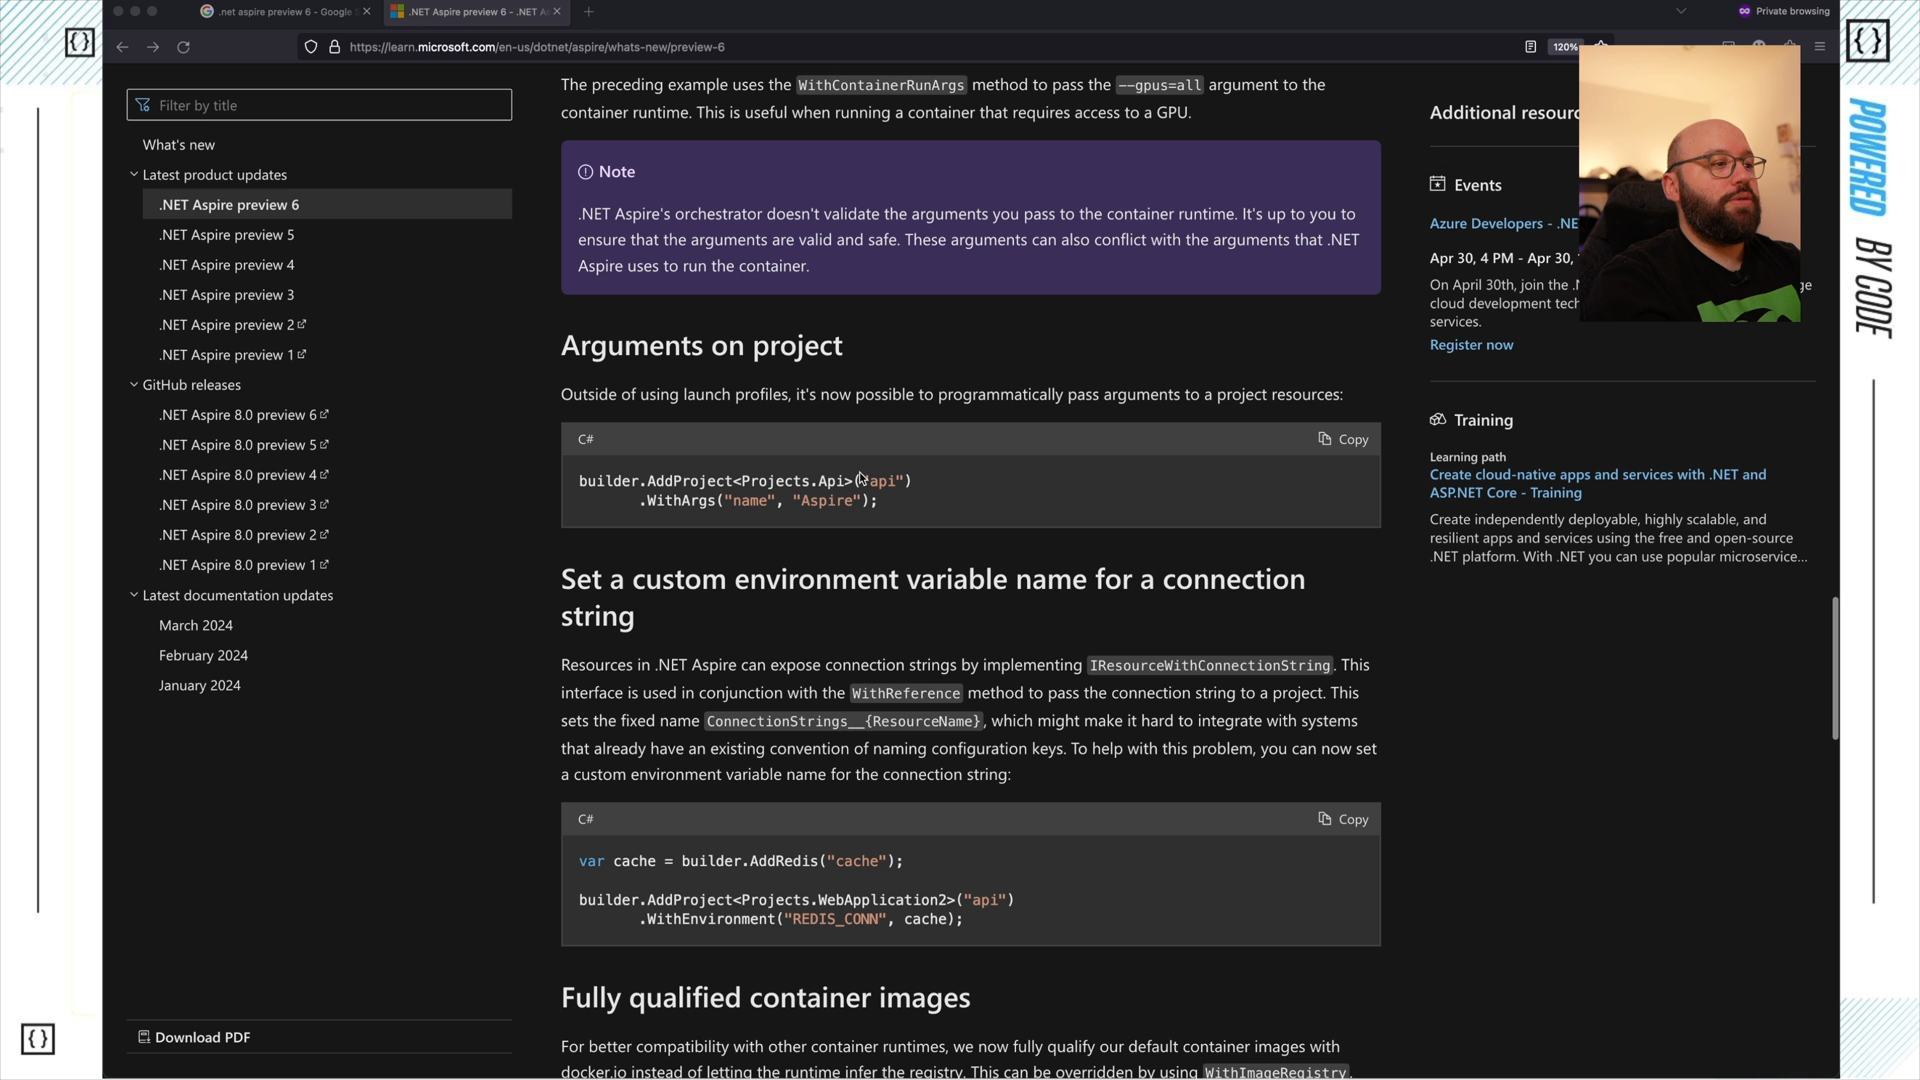 .net aspire preview 6 - Google
.NET Aspire preview 6 - .NET A
Private browsing
https://learn.microsoft.com/en-us/dotnet/aspire/whats-new/preview-6
120%
Filter by title
What's new
Latest product updates
.NET Aspire preview 6
.NET Aspire preview 5
.NET Aspire preview 4
.NET Aspire preview 3
.NET Aspire preview 2
.NET Aspire preview 1
GitHub releases
.NET Aspire 8.0 preview 6
.NET Aspire 8.0 preview 5
.NET Aspire 8.0 preview 4
.NET Aspire 8.0 preview 3
.NET Aspire 8.0 preview 2
.NET Aspire 8.0 preview 1
Latest documentation updates
March 2024
February 2024
January 2024
Download PDF
The preceding example uses the WithContainerRunArgs method to pass the --gpus=all argument to the
container runtime. This is useful when running a container that requires access to a GPU.
Note
.NET Aspire's orchestrator doesn't validate the arguments you pass to the container runtime. It's up to you to
ensure that the arguments are valid and safe. These arguments can also conflict with the arguments that .NET
Aspire uses to run the container.
Arguments on project
Outside of using launch profiles, it's now possible to programmatically pass arguments to a project resources:
C#
Copy
builder.AddProject<Projects.Api>("api")
.WithArgs("name", "Aspire");
Set a custom environment variable name for a connection
string
Resources in .NET Aspire can expose connection strings by implementing IResourceWithConnectionString. This
interface is used in conjunction with the WithReference method to pass the connection string to a project. This
sets the fixed name ConnectionStrings__{ResourceName}, which might make it hard to integrate with systems
that already have an existing convention of naming configuration keys. To help with this problem, you can now set
a custom environment variable name for the connection string:
C#
Copy
var cache = builder.AddRedis("cache");
builder.AddProject<Projects.WebApplication2>("api")
.WithEnvironment("REDIS_CONN", cache);
Fully qualified container images
For better compatibility with other container runtimes, we now fully qualify our default container images with
docker.io instead of letting the runtime infer the registry. This can be overridden by using WithImageRegistry.
Additional resourc
Events
Azure Developers - .NE
Apr 30, 4 PM - Apr 30,
On April 30th, join the .N ge
cloud development tech
services.
Register now
Training
Learning path
Create cloud-native apps and services with .NET and
ASP.NET Core - Training
Create independently deployable, highly scalable, and
resilient apps and services using the free and open-source
.NET platform. With .NET you can use popular microservice...
{}
{}
{}
POWERED
BY CODE